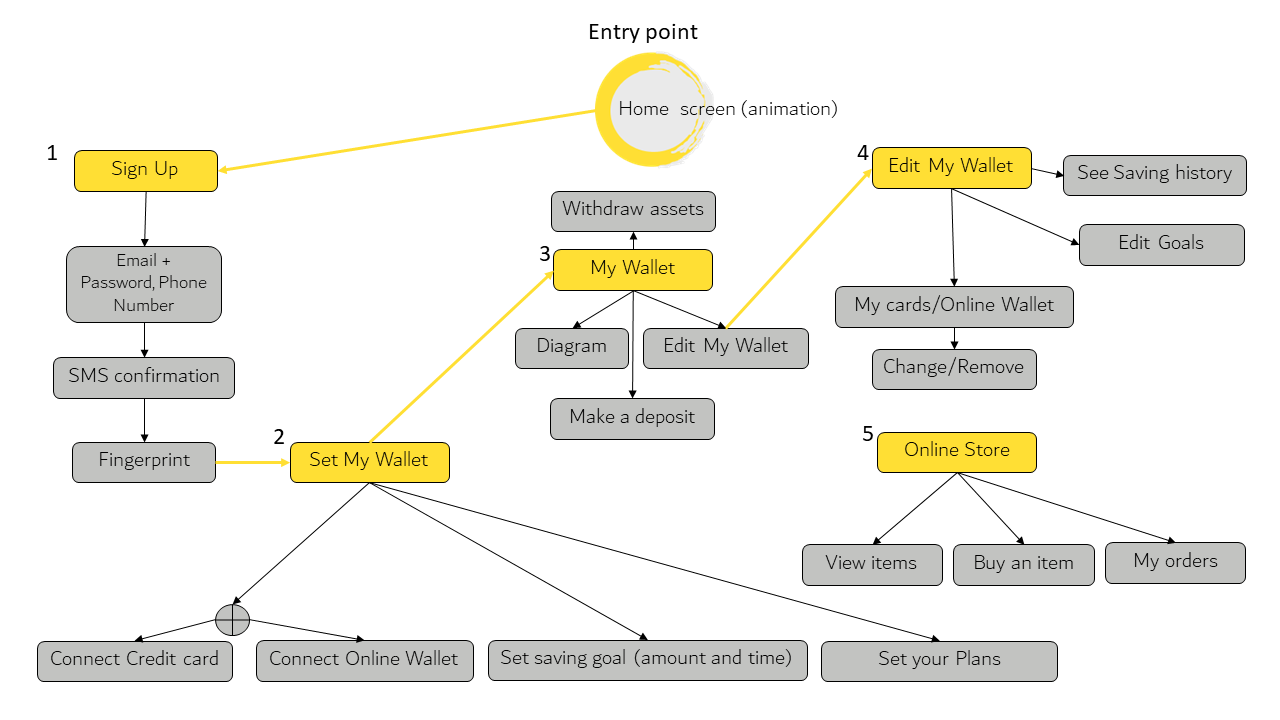 Entry point
Home screen (animation)
1
Sign Up
Email +
Password, Phone
Number
SMS confirmation
Fingerprint
2
Set My Wallet
Connect Credit card
Connect Online Wallet
Set saving goal (amount and time)
Set your Plans
3
Withdraw assets
My Wallet
Diagram
Edit My Wallet
Make a deposit
4
Edit My Wallet
See Saving history
Edit Goals
My cards/Online Wallet
Change/Remove
5
Online Store
View items
Buy an item
My orders